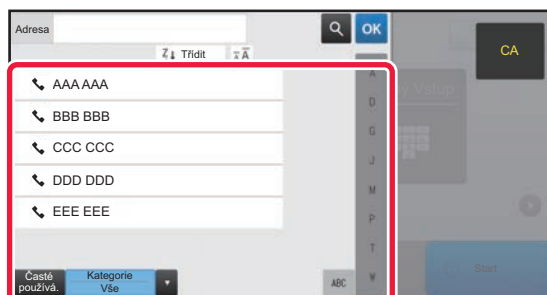 Adresa
OK
CA
Třídit
AAA AAA
BBB BBB
CCC CCC
DDD DDD
EEE EEE
A
D
G
J
M
P
T
W
Vstup
Časté
používá.
Kategorie
Vše
ABC
Start